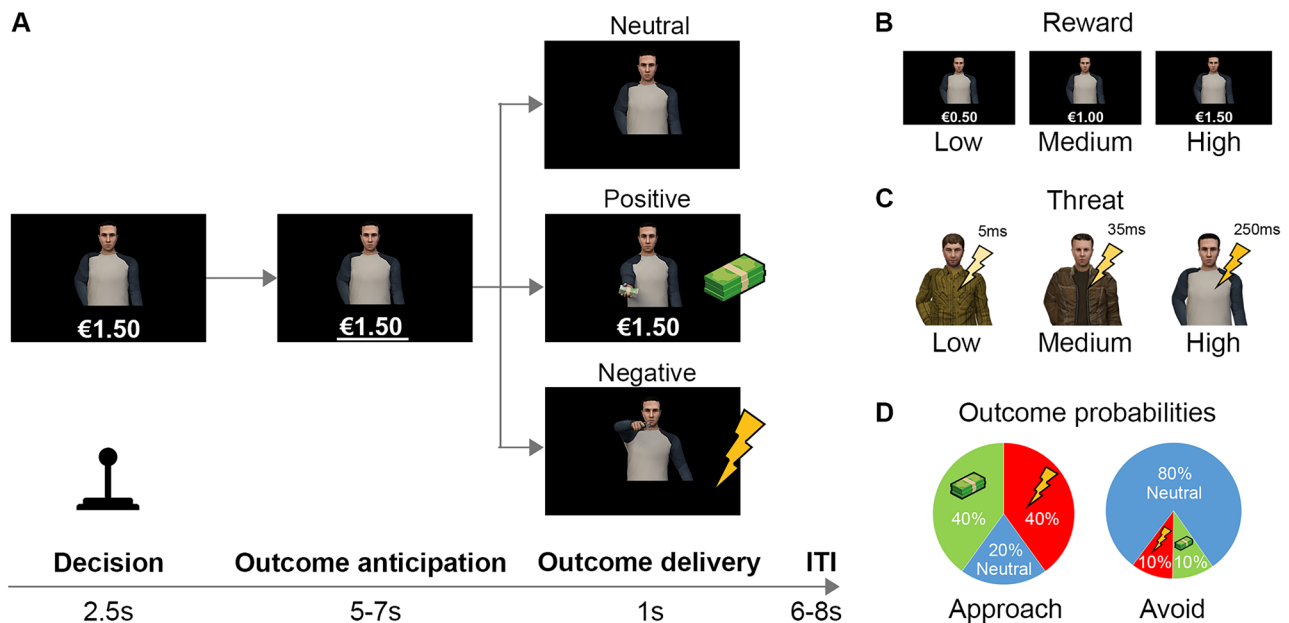 A
Neutral
Positive
Negative
€1.50
€1.50
€1.50
Decision
Outcome anticipation
Outcome delivery
ITI
2.5s
5-7s
1s
6-8s
B
Reward
€0.50
€1.00
€1.50
Low
Medium
High
C
Threat
5ms
35ms
250ms
Low
Medium
High
D
Outcome probabilities
40%
40%
20%
Neutral
Approach
80%
Neutral
10%
10%
Avoid